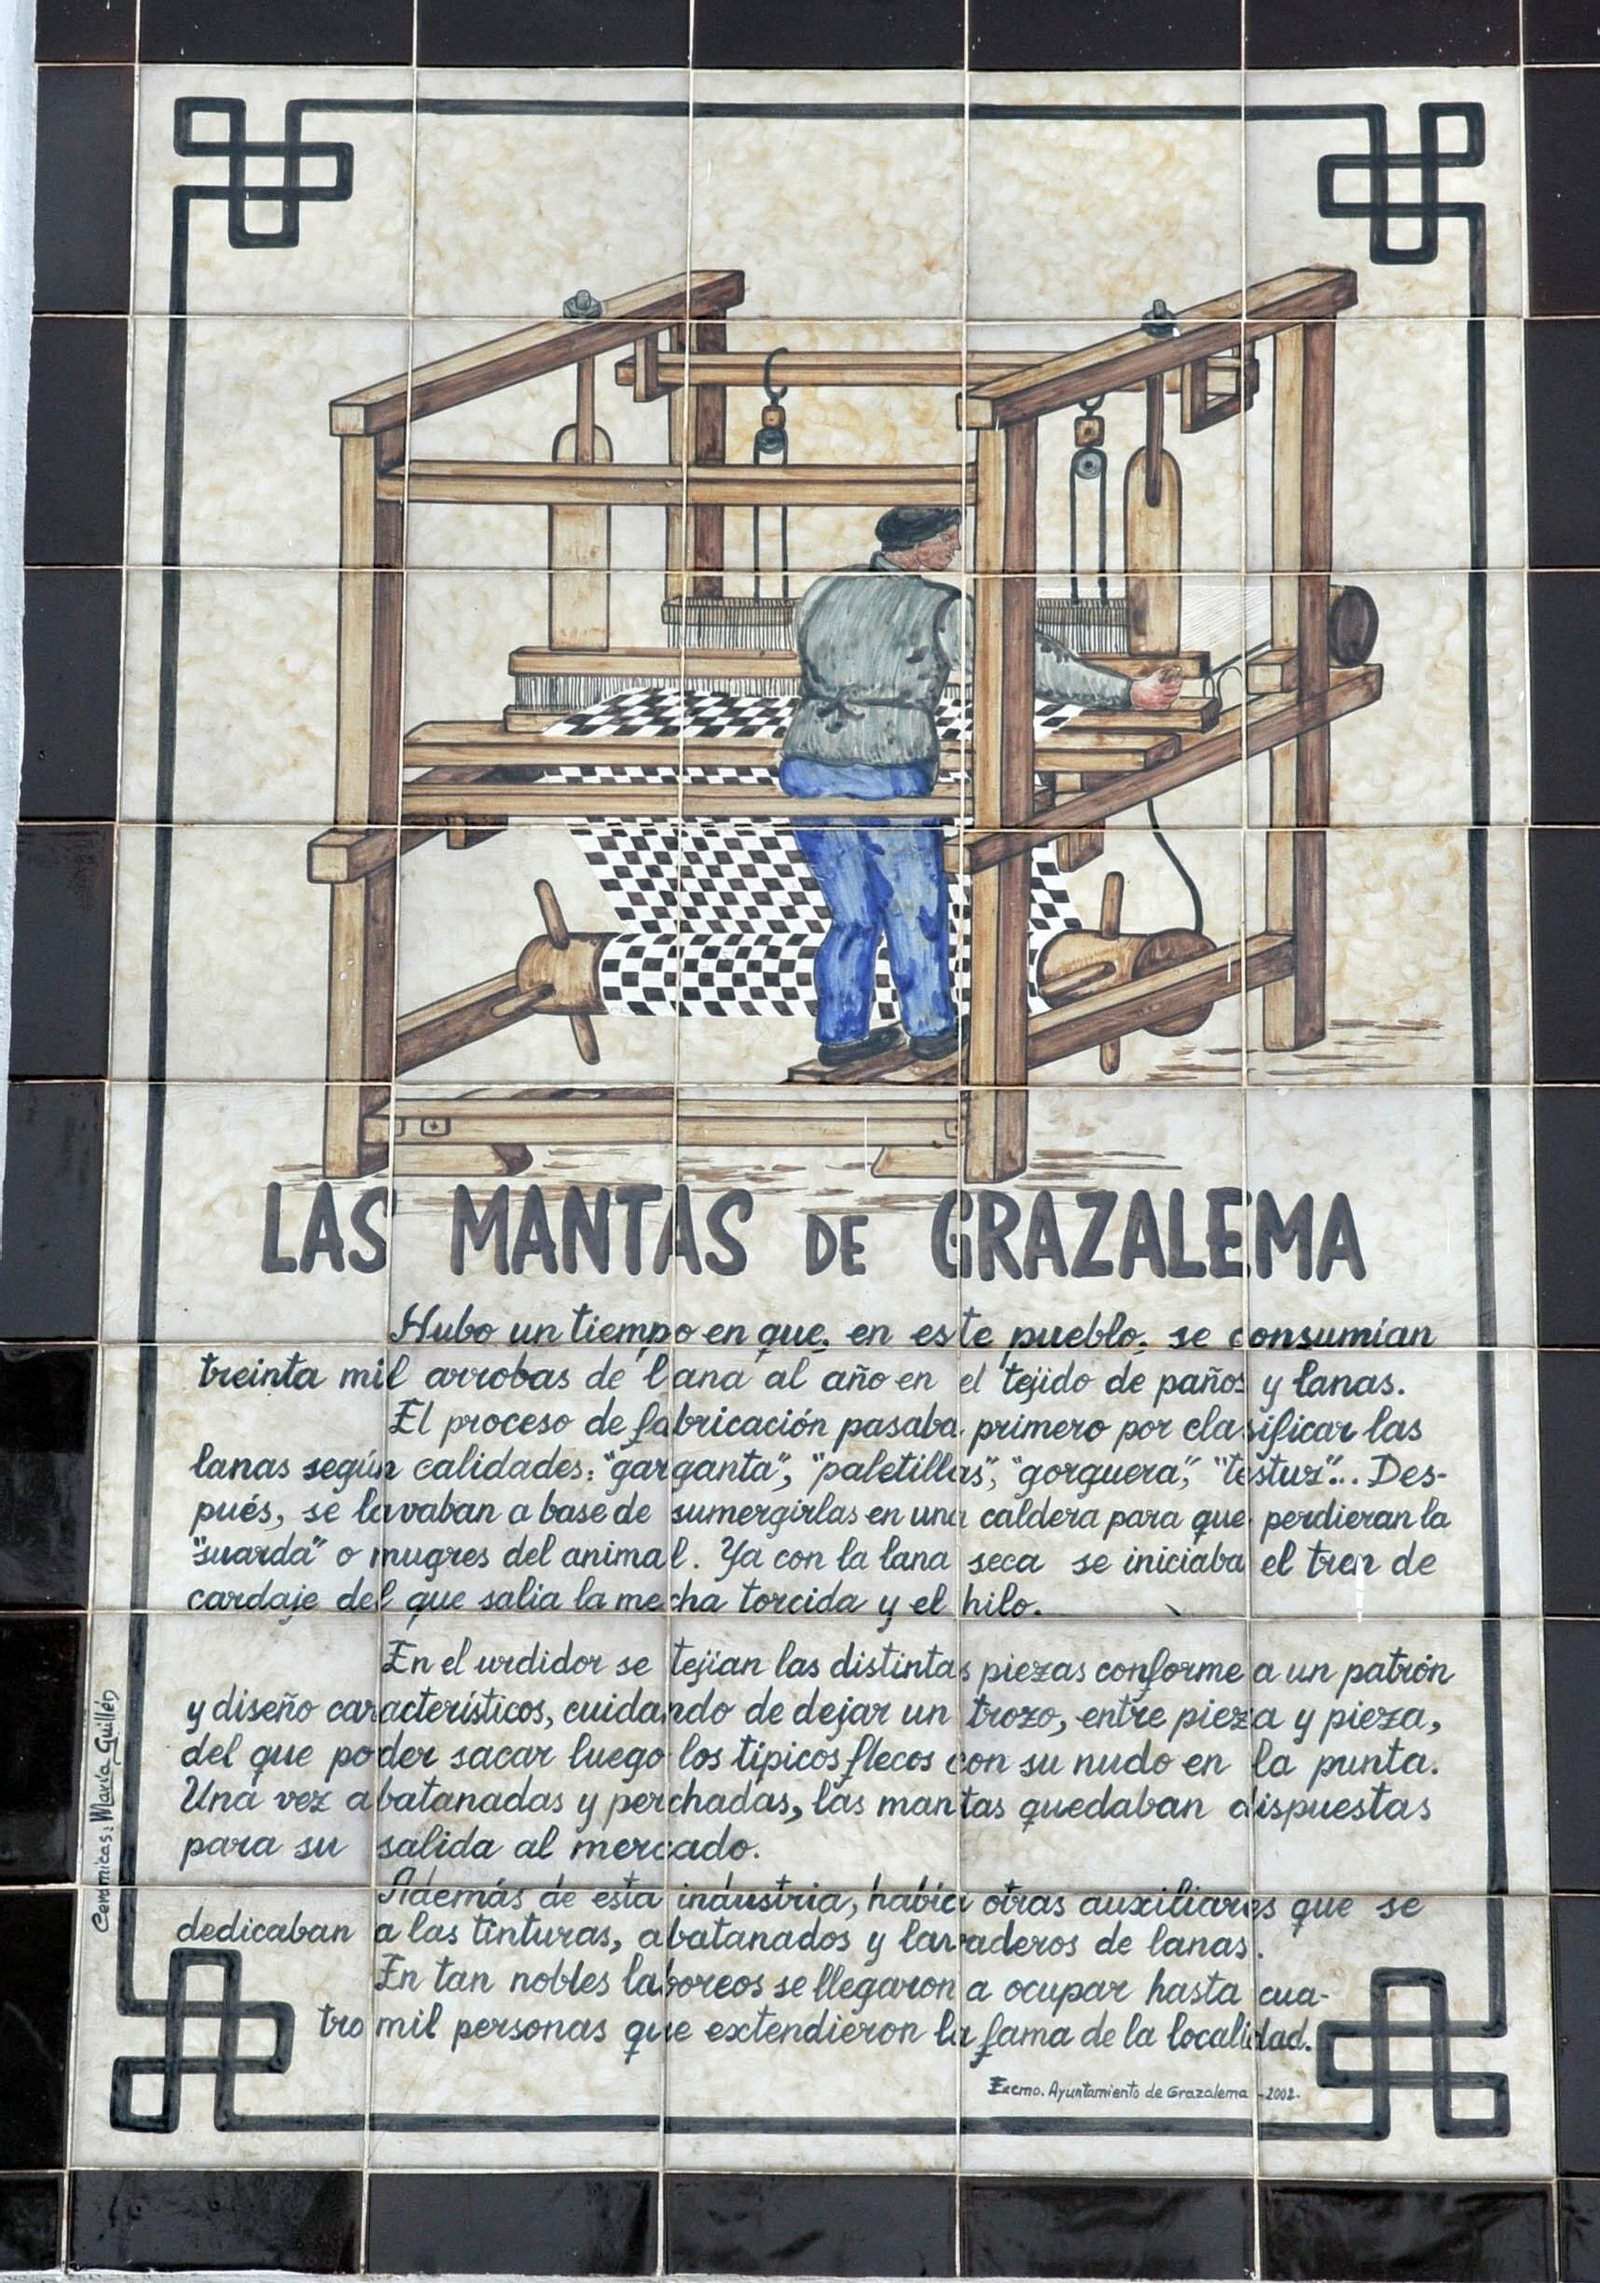 LAS MANTAS DE GRAZALEMA
Hubo un tiempo en que, en este pueblo, se consumían
treinta mil arrobas de lana al año en el tejido de paños y lanas.
El proceso de fabricación pasaba primero por clasificar las
lanas según calidades: "garganta", "paletillas", "gorguera", "testuz"... Des-
pués, se lavaban a base de sumergirlas en una caldera para que perdieran la
"suarda" o mugres del animal. Ya con la lana seca se iniciaba el tren de
cardaje del que salia la mecha torcida y el hilo.
En el urdidor se tejían las distintas piezas conforme a un patrón
y diseño característicos, cuidando de dejar un trozo, entre pieza y pieza,
del que poder sacar luego los típicos flecos con su nudo en la punta.
Una vez abatanadas y perchadas, las mantas quedaban dispuestas
para su salida al mercado.
Además de esta industria, había otras auxiliares que se
dedicaban a las tinturas, abatanados y lavaderos de lanas.
En tan nobles laboreos se llegaron a ocupar hasta cua-
tro mil personas que extendieron la fama de la localidad.
Excmo. Ayuntamiento de Grazalema -2002-
Ceramicas: María Guillén